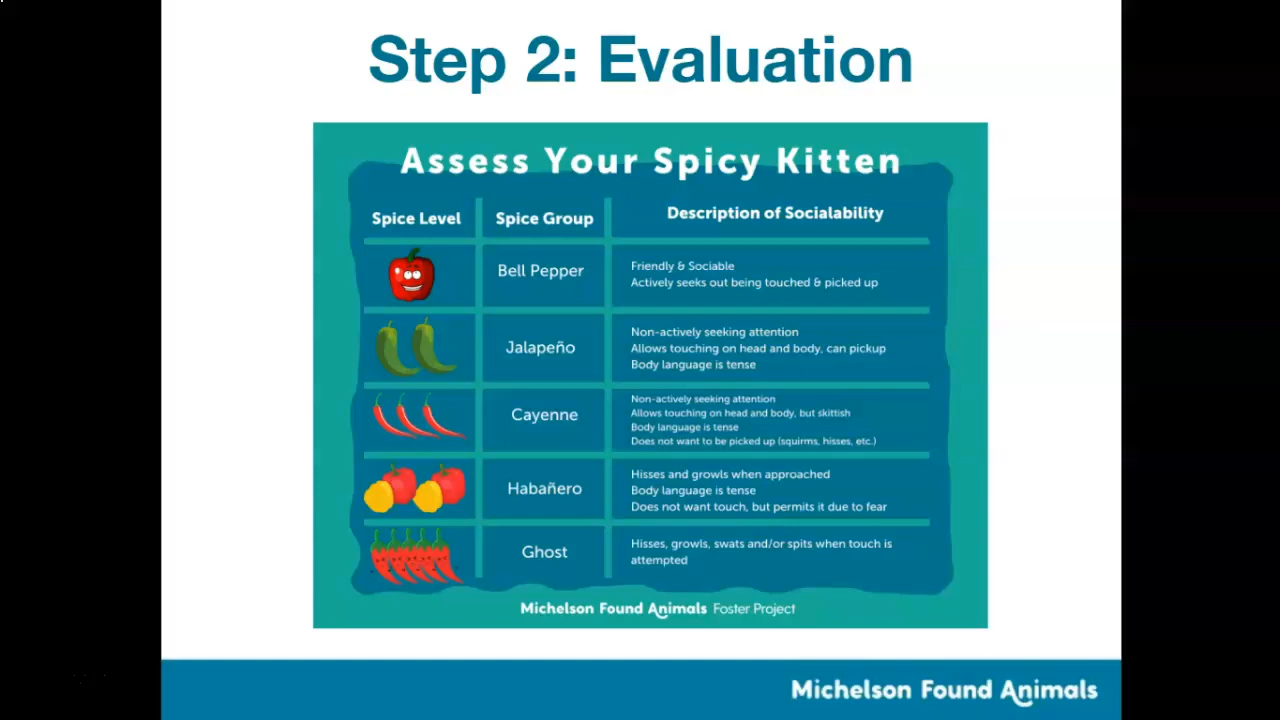 Step 2: Evaluation
Assess Your Spicy Kitten
Spice Level
Spice Group
Description of Socialability
Bell Pepper
Friendly & Sociable
Actively seeks out being touched & picked up
Jalapeño
Non-actively seeking attention
Allows touching on head and body, can pickup
Body language is tense
Cayenne
Non-actively seeking attention
Allows touching on head and body, but skittish
Body language is tense
Does not want to be picked up (squirms, hisses, etc.)
Habañero
Hisses and growls when approached
Body language is tense
Does not want touch, but permits it due to fear
Ghost
Hisses, growls, swats and/or spits when touch is
attempted
Michelson Found Animals Foster Project
Michelson Found Animals